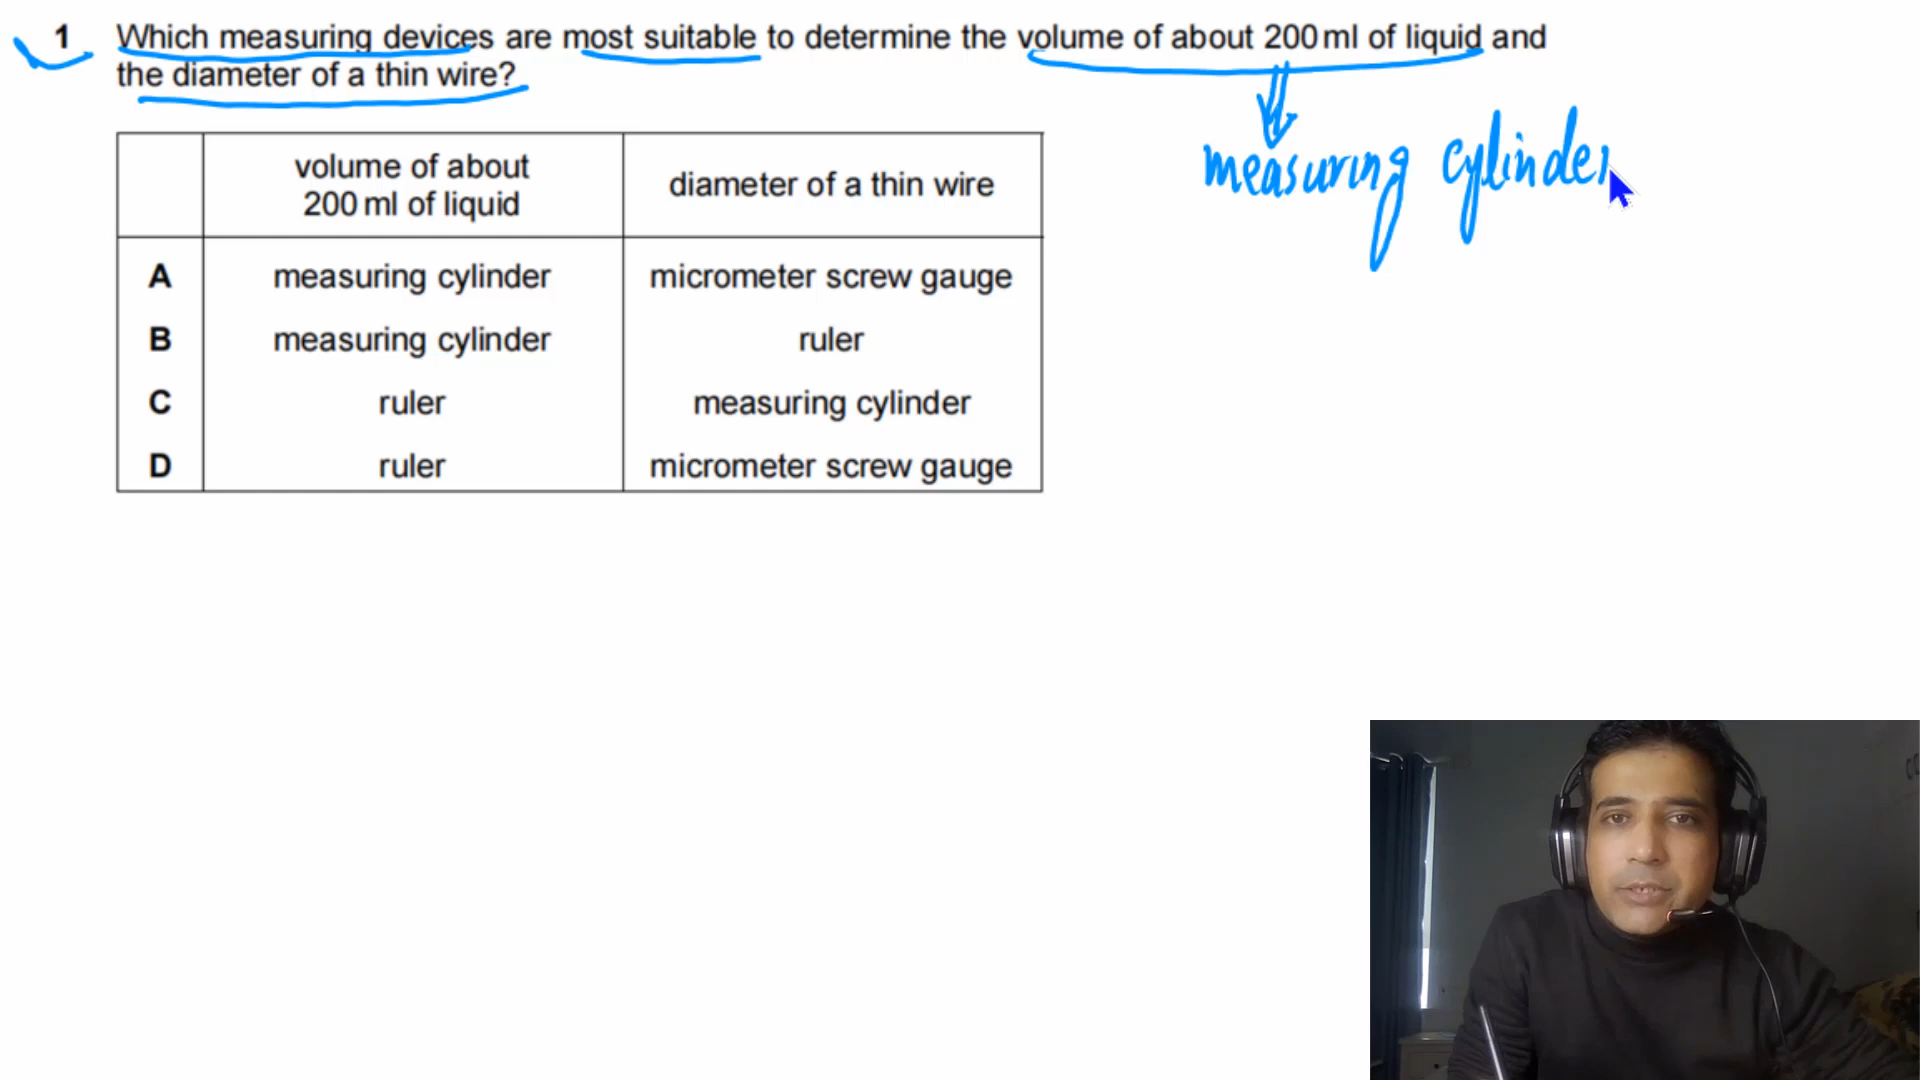 1 Which measuring devices are most suitable to determine the volume of about 200 ml of liquid and
the diameter of a thin wire?
measuring cylinder
volume of about
200 ml of liquid
diameter of a thin wire
A measuring cylinder micrometer screw gauge
B measuring cylinder ruler
C ruler measuring cylinder
D ruler micrometer screw gauge